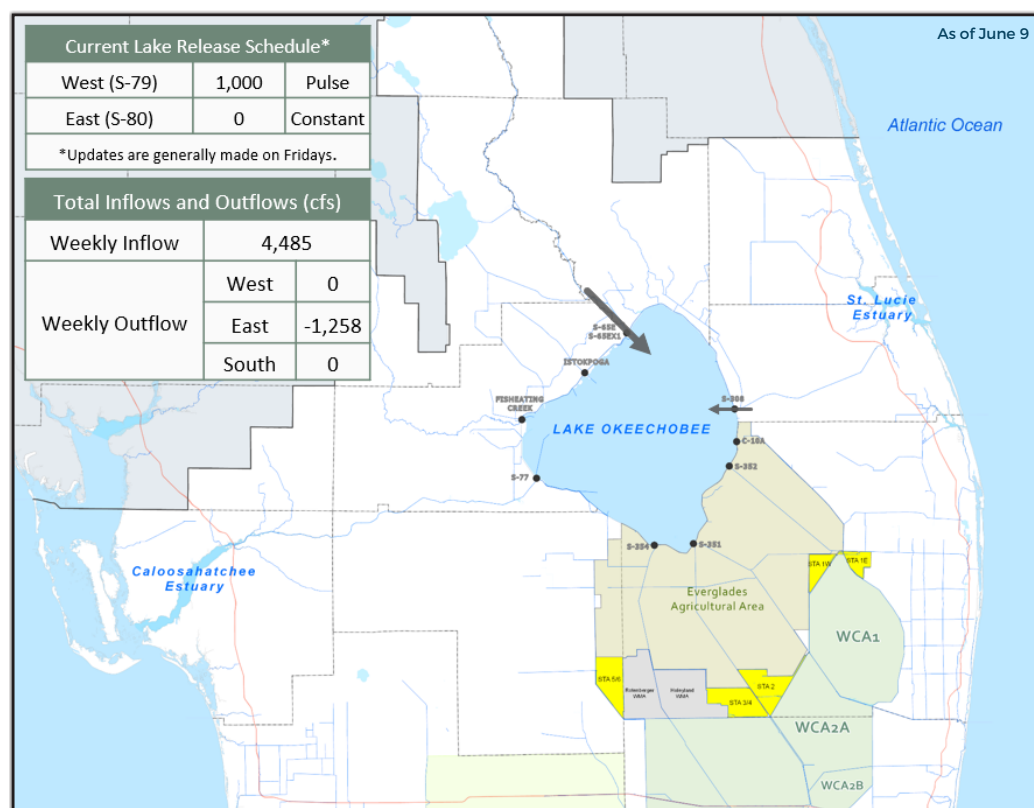 As of June 9
Current Lake Release Schedule*
West (S-79) 1,000 Pulse
East (S-80) 0 Constant
*Updates are generally made on Fridays.
Total Inflows and Outflows (cfs)
Weekly Inflow 4,485
Weekly Outflow
West 0
East -1,258
South 0
Atlantic Ocean
St. Lucie
Estuary
S-65E
S-65EX1
ISTOKPOGA
FISHEATING
CREEK
S-308
LAKE OKEECHOBEE
C-10A
S-352
S-77
S-354
S-351
Caloosahatchee
Estuary
Everglades
Agricultural Area
STA 1W
STA 1E
WCA1
STA 5/6
Rotenberger
WMA
Holeyland
WMA
STA 2
STA 3/4
WCA2A
WCA2B